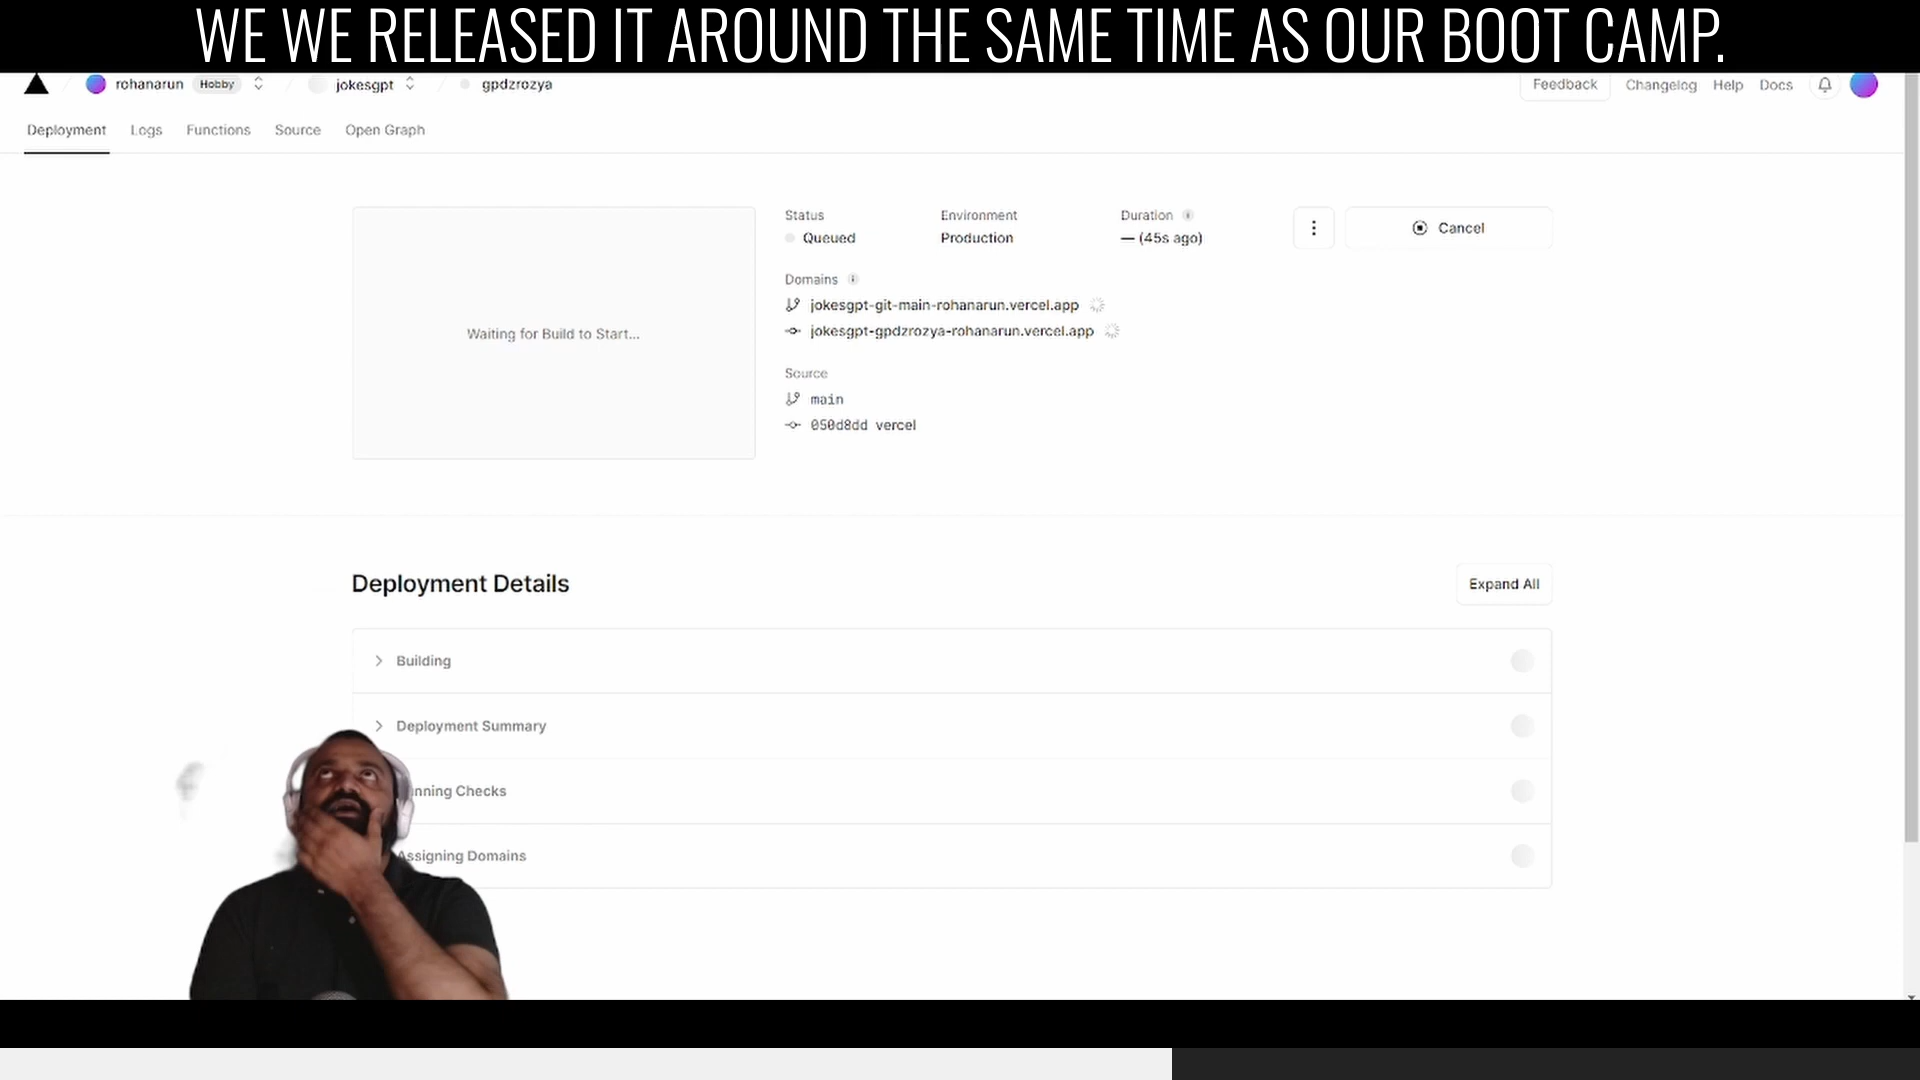 WE WE RELEASED IT AROUND THE SAME TIME AS OUR BOOT CAMP.
rohanarun Hobby jokesgpt gpdzrozya Feedback Changelog Help Docs
Deployment Logs Functions Source Open Graph
Status Environment Duration
Queued Production — (45s ago) Cancel
Domains
jokesgpt-git-main-rohanarun.vercel.app
Waiting for Build to Start...
jokesgpt-gpdzrozya-rohanarun.vercel.app
Source
main
050d8dd vercel
Deployment Details Expand All
Building
Deployment Summary
nning Checks
Assigning Domains